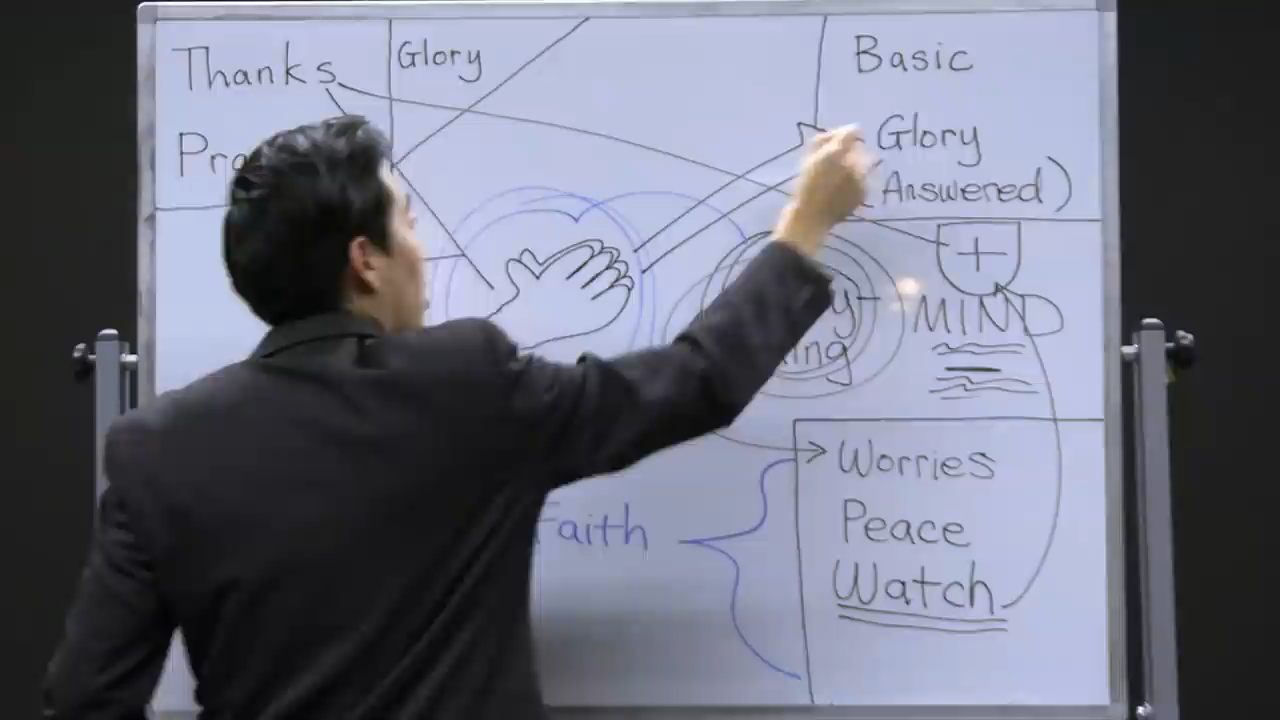 Thanks
Glory
Basic
Glory
(Answered)
MIND
Worries
Peace
Watch
Faith